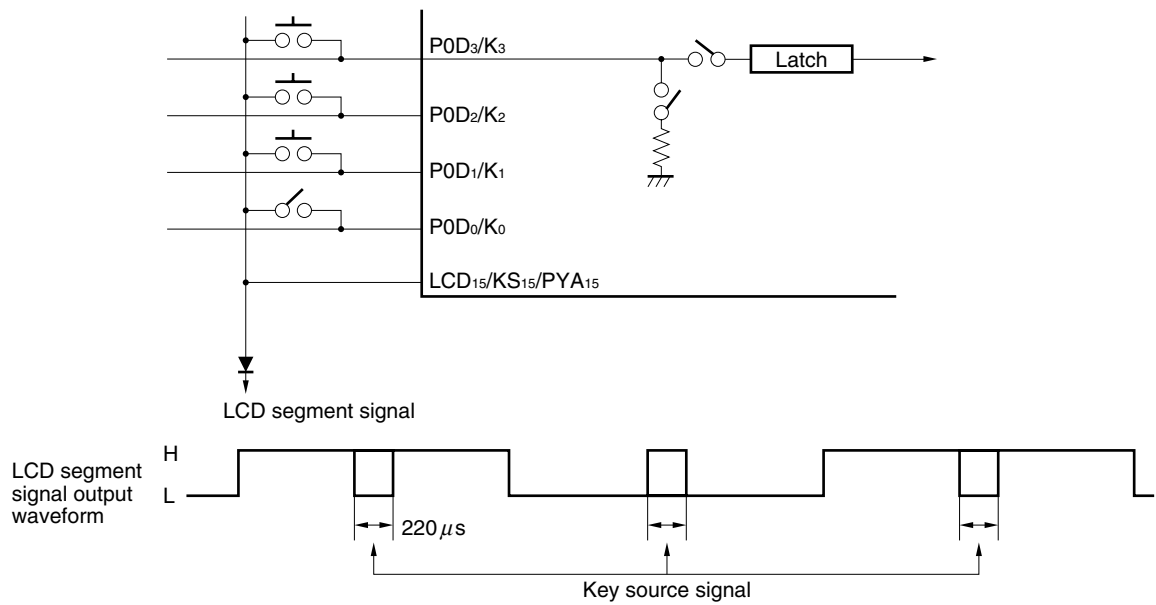 P0D3/K3
Latch
P0D2/K2
P0D1/K1
P0D0/K0
LCD15/KS15/PYA15
LCD segment signal
LCD segment
signal output
waveform
H
L
220 μs
Key source signal